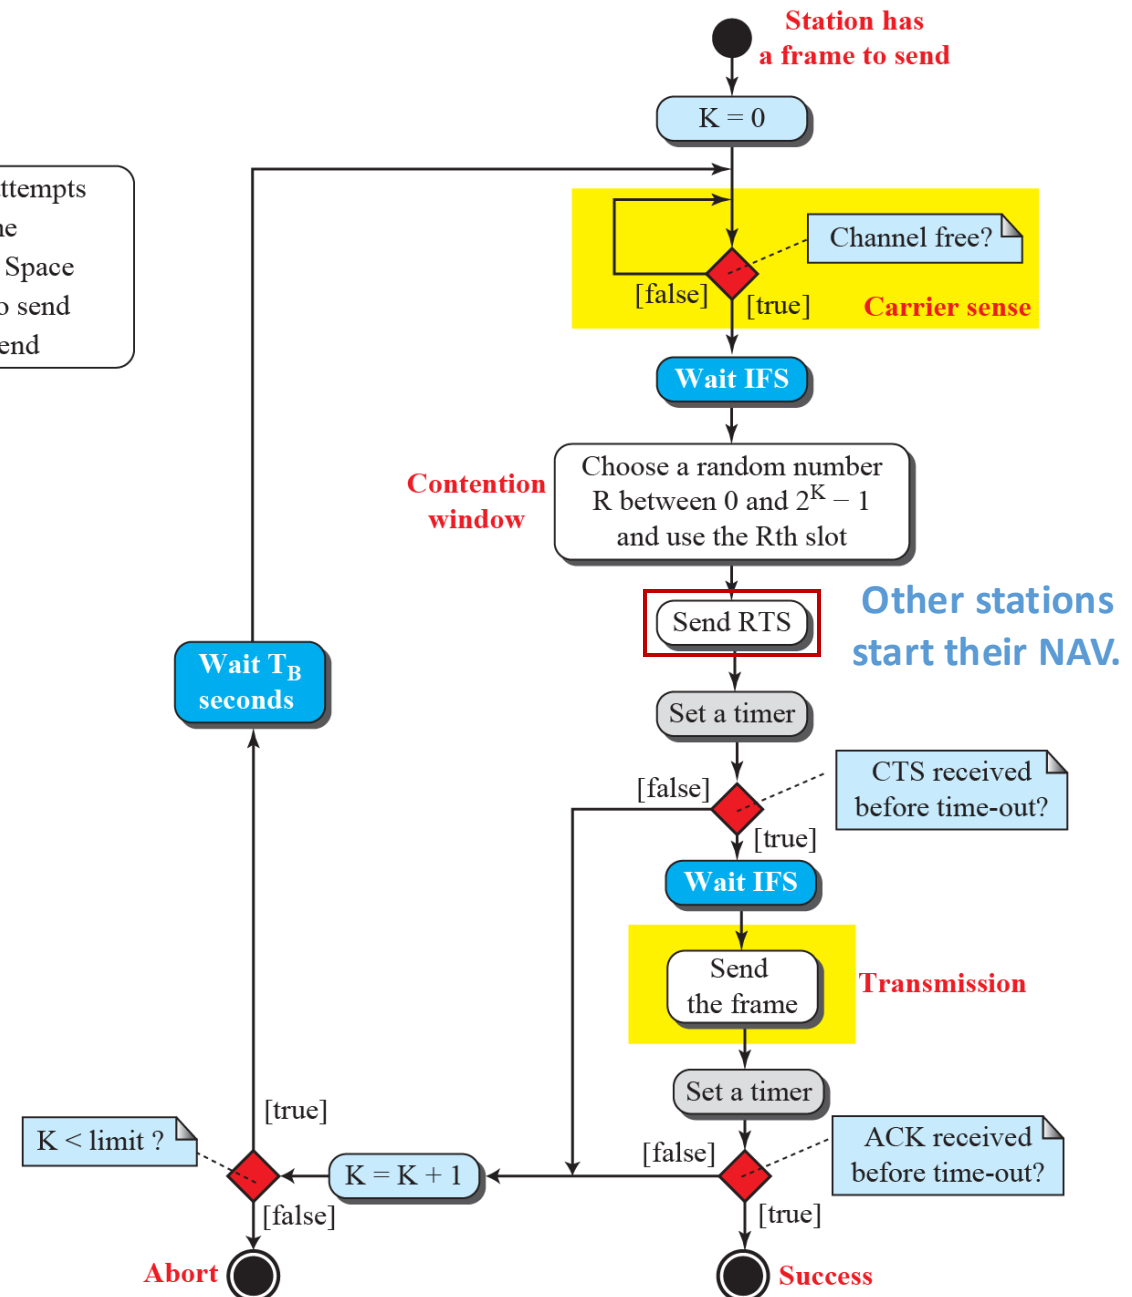 Station has
a frame to send
K = 0
ttempts
ne
Space
o send
end
Channel free?
[false]
[true]
Carrier sense
Wait IFS
Contention
window
Choose a random number
R between 0 and 2^K − 1
and use the Rth slot
Send RTS
Other stations
start their NAV.
Wait T_B
seconds
Set a timer
[false]
CTS received
before time-out?
[true]
Wait IFS
Send
the frame
Transmission
Set a timer
[true]
K < limit ?
K = K + 1
[false]
ACK received
before time-out?
[false]
[true]
Abort
Success